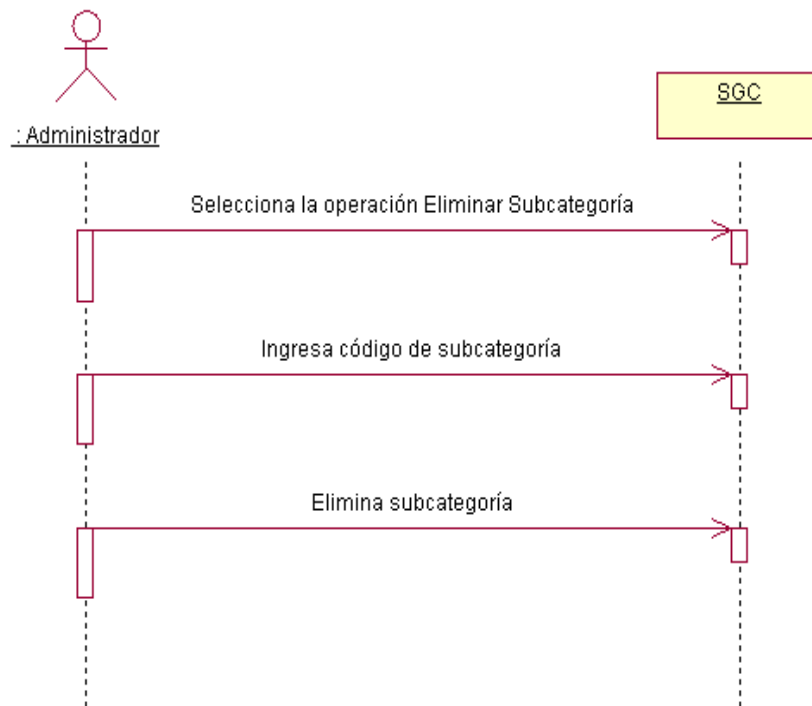 SGC
: Administrador
Selecciona la operación Eliminar Subcategoría
Ingresa código de subcategoría
Elimina subcategoría